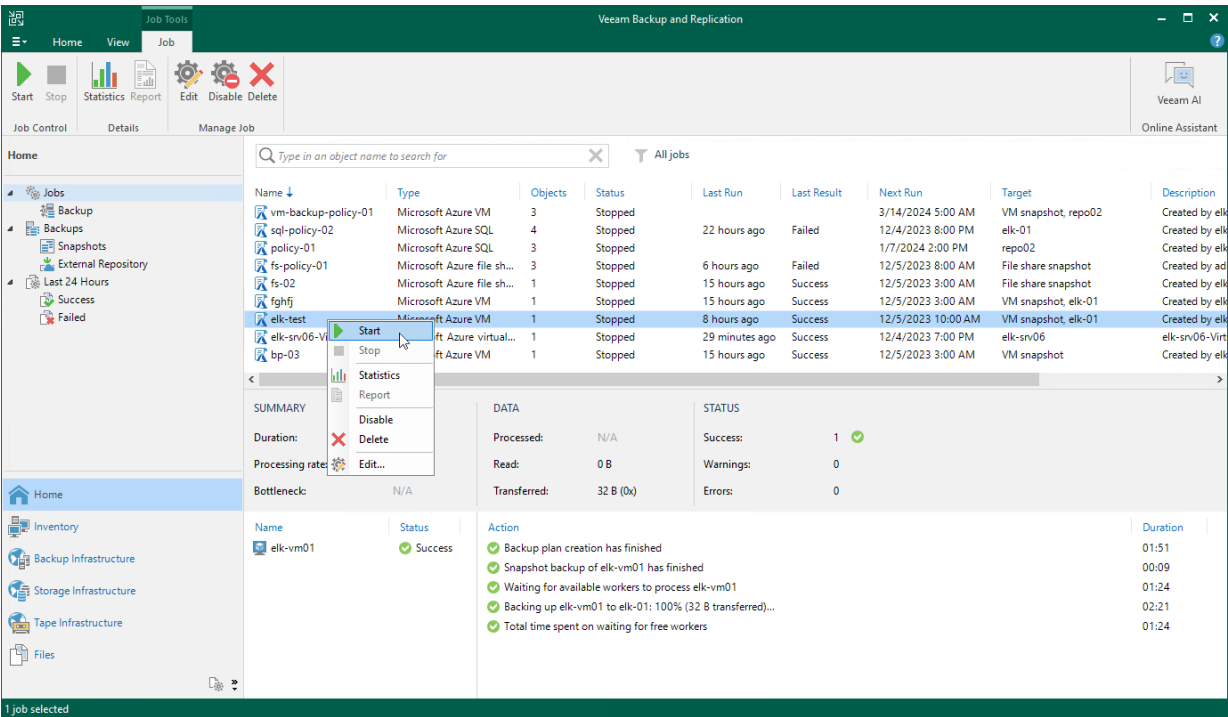 Job Tools
Veeam Backup and Replication
Home View Job
Start Stop Statistics Report Edit Disable Delete
Veeam AI
Job Control Details Manage Job
Online Assistant
Home
Type in an object name to search for
All jobs
Jobs
Backup
Backups
Snapshots
External Repository
Last 24 Hours
Success
Failed
Name Type Objects Status Last Run Last Result Next Run Target Description
vm-backup-policy-01 Microsoft Azure VM 3 Stopped 3/14/2024 5:00 AM VM snapshot, repo02 Created by elk
sql-policy-02 Microsoft Azure SQL 4 Stopped 22 hours ago Failed 12/4/2023 8:00 PM elk-01 Created by elk
policy-01 Microsoft Azure SQL 3 Stopped 1/7/2024 2:00 PM repo02 Created by elk
fs-policy-01 Microsoft Azure file sh... 3 Stopped 6 hours ago Failed 12/5/2023 8:00 AM File share snapshot Created by ad
fs-02 Microsoft Azure file sh... 1 Stopped 15 hours ago Success 12/5/2023 3:00 AM File share snapshot Created by elk
fghfj Microsoft Azure VM 1 Stopped 15 hours ago Success 12/5/2023 3:00 AM VM snapshot, elk-01 Created by elk
elk-test Microsoft Azure VM 1 Stopped 8 hours ago Success 12/5/2023 10:00 AM VM snapshot, elk-01 Created by elk
elk-srv06-Vi ft Azure virtual... 1 Stopped 29 minutes ago Success 12/4/2023 7:00 PM elk-srv06 elk-srv06-Virt
bp-03 ft Azure VM 1 Stopped 15 hours ago Success 12/5/2023 3:00 AM VM snapshot Created by elk
Start
Stop
Statistics
Report
Disable
Delete
Edit...
SUMMARY DATA STATUS
Duration: Processed: N/A Success: 1
Processing rate: Read: 0 B Warnings: 0
Bottleneck: N/A Transferred: 32 B (0x) Errors: 0
Name Status Action Duration
elk-vm01 Success Backup plan creation has finished 01:51
Snapshot backup of elk-vm01 has finished 00:09
Waiting for available workers to process elk-vm01 01:24
Backing up elk-vm01 to elk-01: 100% (32 B transferred)... 02:21
Total time spent on waiting for free workers 01:24
Home
Inventory
Backup Infrastructure
Storage Infrastructure
Tape Infrastructure
Files
1 job selected